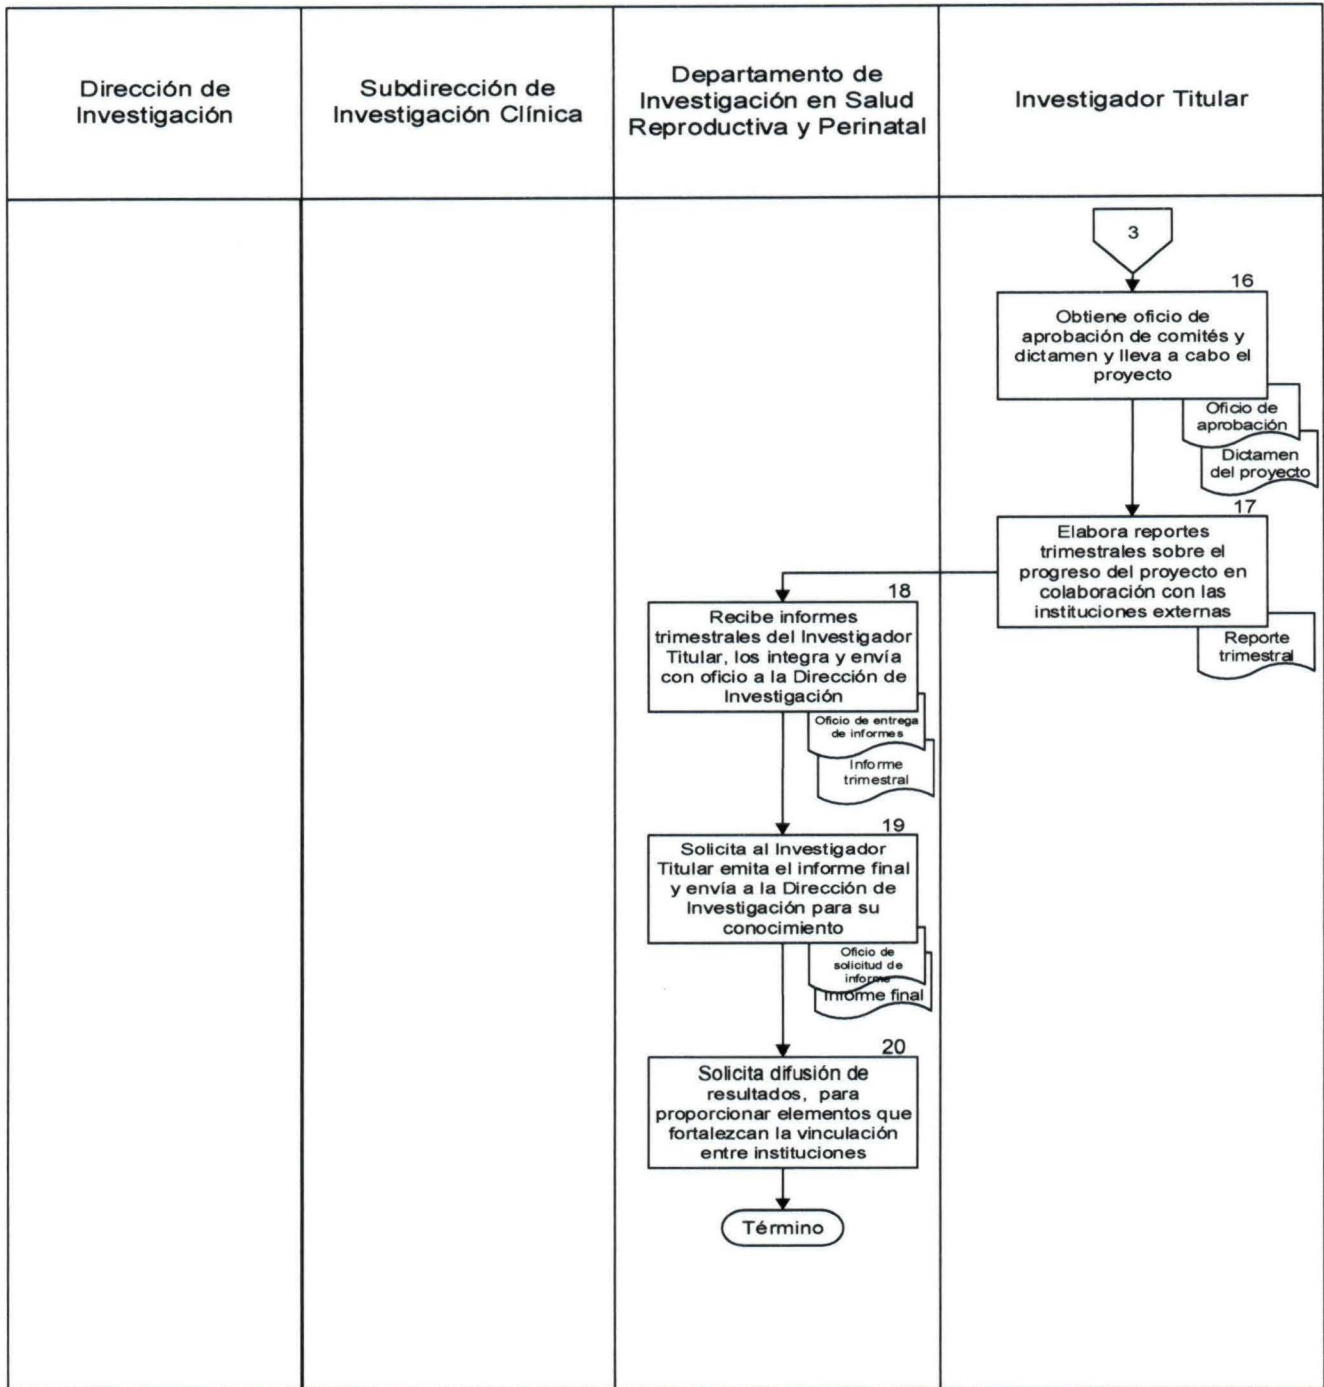 Dirección de
Investigación
Subdirección de
Investigación Clínica
Departamento de
Investigación en Salud
Reproductiva y Perinatal
Investigador Titular
3
16
Obtiene oficio de
aprobación de comités y
dictamen y lleva a cabo el
proyecto
Oficio de
aprobación
Dictamen
del proyecto
17
Elabora reportes
trimestrales sobre el
progreso del proyecto en
colaboración con las
instituciones externas
Reporte
trimestral
18
Recibe informes
trimestrales del Investigador
Titular, los integra y envía
con oficio a la Dirección de
Investigación
Oficio de entrega
de informes
Informe
trimestral
19
Solicita al Investigador
Titular emita el informe final
y envía a la Dirección de
Investigación para su
conocimiento
Oficio de
solicitud de
informe
Informe final
20
Solicita difusión de
resultados, para
proporcionar elementos que
fortalezcan la vinculación
entre instituciones
Término